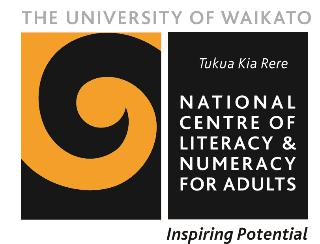 THE UNIVERSITY OF WAIKATO
Tukua Kia Rere
NATIONAL
CENTRE OF
LITERACY &
NUMERACY
FOR ADULTS
Inspiring Potential